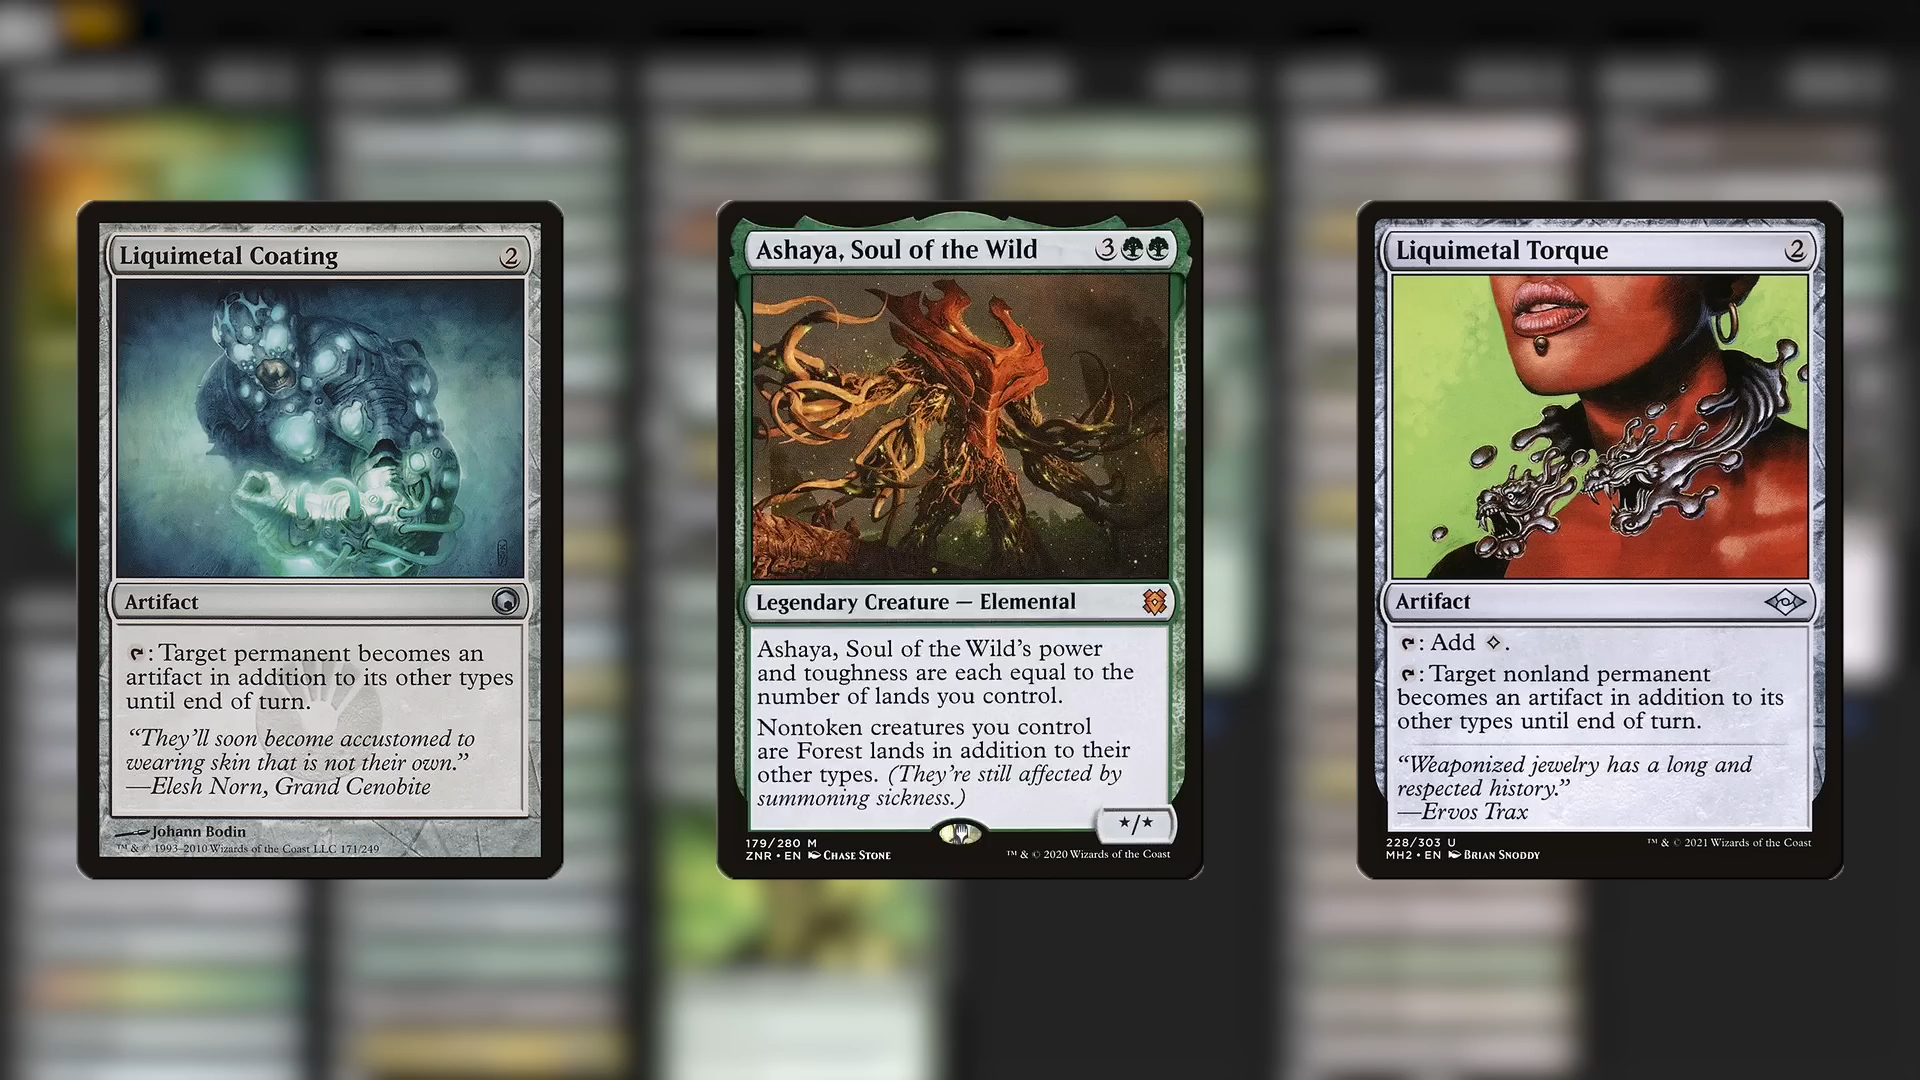 Liquimetal Coating 2
Artifact
: Target permanent becomes an
artifact in addition to its other types
until end of turn.
“They’ll soon become accustomed to
wearing skin that is not their own.”
—Elesh Norn, Grand Cenobite
Johann Bodin
™ & © 1993–2010 Wizards of the Coast LLC 171/249
Ashaya, Soul of the Wild 3
Legendary Creature — Elemental
Ashaya, Soul of the Wild’s power
and toughness are each equal to the
number of lands you control.
Nontoken creatures you control
are Forest lands in addition to their
other types. (They’re still affected by
summoning sickness.)
*/*
179/280 M
ZNR • EN Chase Stone
™ & © 2020 Wizards of the Coast
Liquimetal Torque 2
Artifact
: Add .
: Target nonland permanent
becomes an artifact in addition to its
other types until end of turn.
“Weaponized jewelry has a long and
respected history.”
—Ervos Trax
228/303 U
MH2 • EN Brian Snoddy
™ & © 2021 Wizards of the Coast